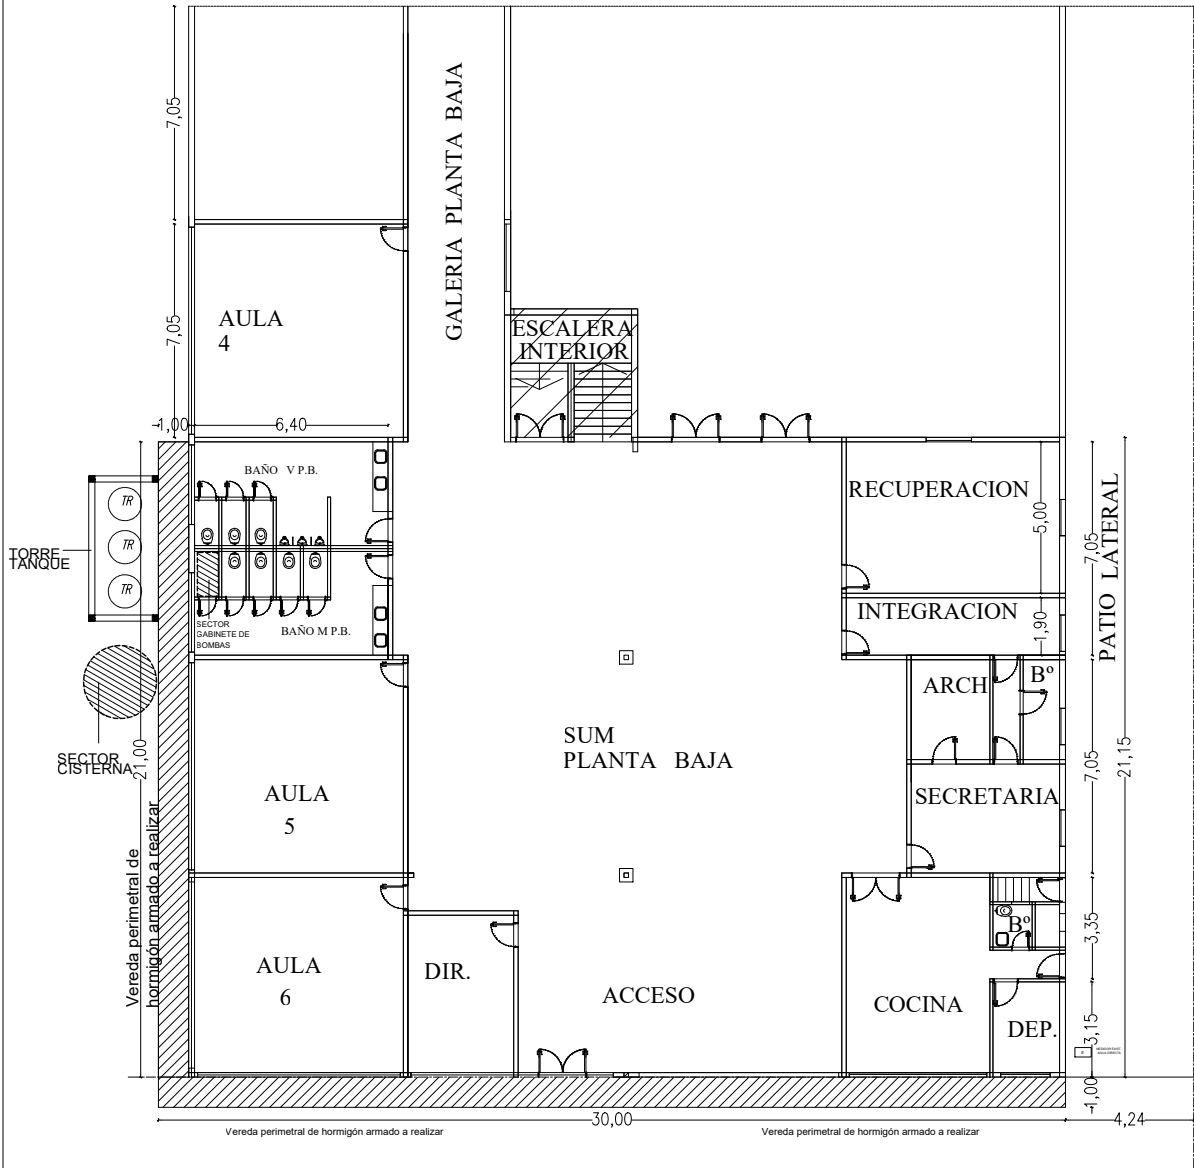 7,05
GALERIA PLANTA BAJA
AULA
4
7,05
ESCALERA
INTERIOR
1,00
6,40
BAÑO V P.B.
RECUPERACION
5,00
7,05
PATIO LATERAL
TR
TR
TR
TORRE
TANQUE
INTEGRACION
1,90
SECTOR
GABINETE DE
BOMBAS
BAÑO M P.B.
ARCH
Bº
SUM
PLANTA BAJA
SECTOR
CISTERNA
21,00
7,05
21,15
AULA
5
SECRETARIA
Vereda perimetral de
hormigón armado a realizar
Bº
3,35
AULA
6
DIR.
ACCESO
COCINA
DEP.
3,15
1,00
30,00
4,24
Vereda perimetral de hormigón armado a realizar
Vereda perimetral de hormigón armado a realizar